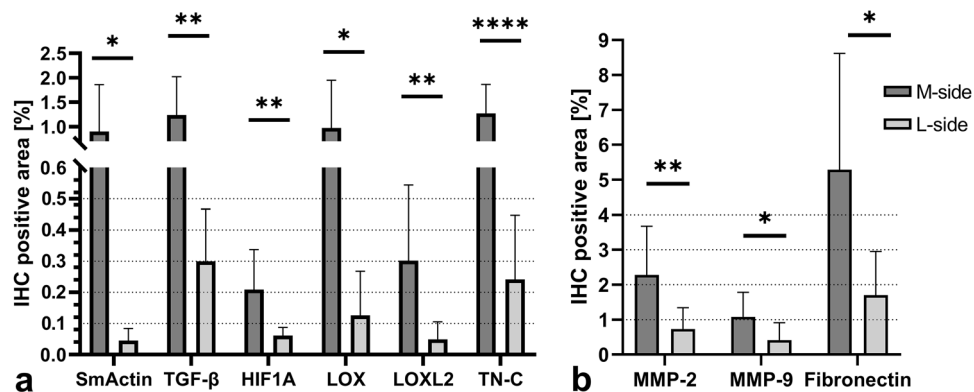 * ** ** * ** ****
IHC positive area [%]
2.5
2.0
1.5
1.0
0.6
0.5
0.4
0.3
0.2
0.1
0.0
SmActin TGF-β HIF1A LOX LOXL2 TN-C
a
** * *
IHC positive area [%]
9
8
7
6
5
4
3
2
1
0
MMP-2 MMP-9 Fibronectin
b
M-side
L-side